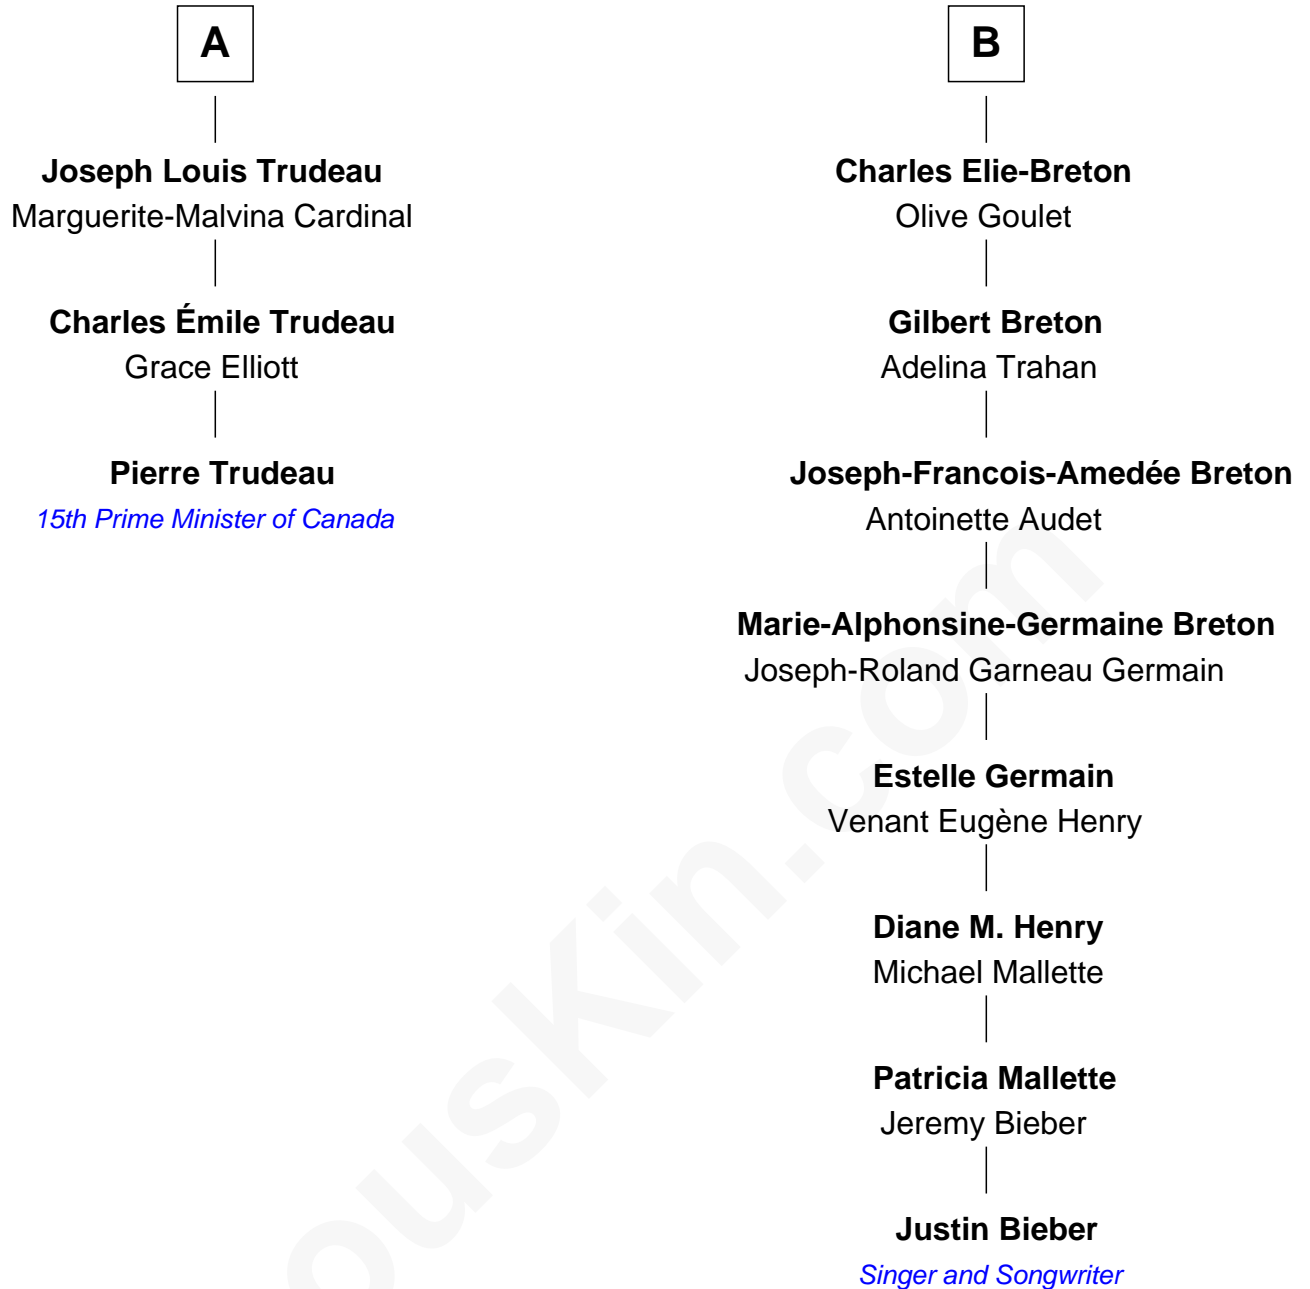 A
Joseph Louis Trudeau
Marguerite-Malvina Cardinal
Charles Émile Trudeau
Grace Elliott
Pierre Trudeau
15th Prime Minister of Canada
B
Charles Elie-Breton
Olive Goulet
Gilbert Breton
Adelina Trahan
Joseph-Francois-Amedée Breton
Antoinette Audet
Marie-Alphonsine-Germaine Breton
Joseph-Roland Garneau Germain
Estelle Germain
Venant Eugène Henry
Diane M. Henry
Michael Mallette
Patricia Mallette
Jeremy Bieber
Justin Bieber
Singer and Songwriter
ousKin.com